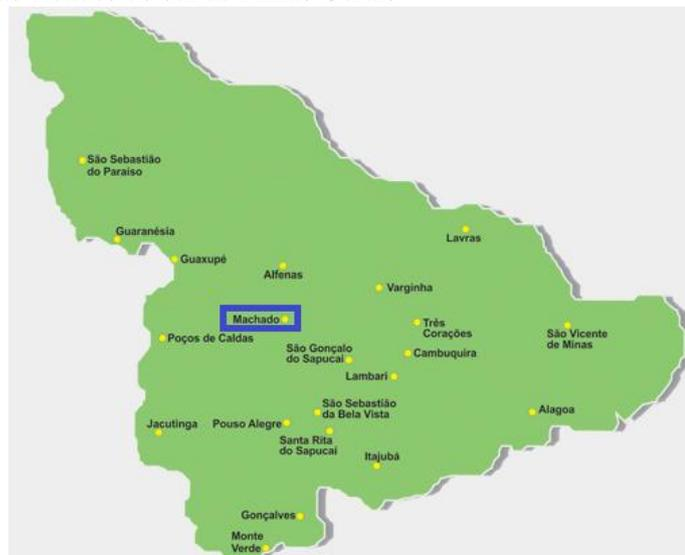 São Sebastião
do Paraíso
Guaranésia
Guaxupé
Alfenas
Lavras
Varginha
Machado
Três
Corações
São Vicente
de Minas
Poços de Caldas
São Gonçalo
do Sapucaí
Cambuquira
Lambari
São Sebastião
da Bela Vista
Alagoa
Jacutinga
Pouso Alegre
Santa Rita
do Sapucaí
Itajubá
Gonçalves
Monte
Verde